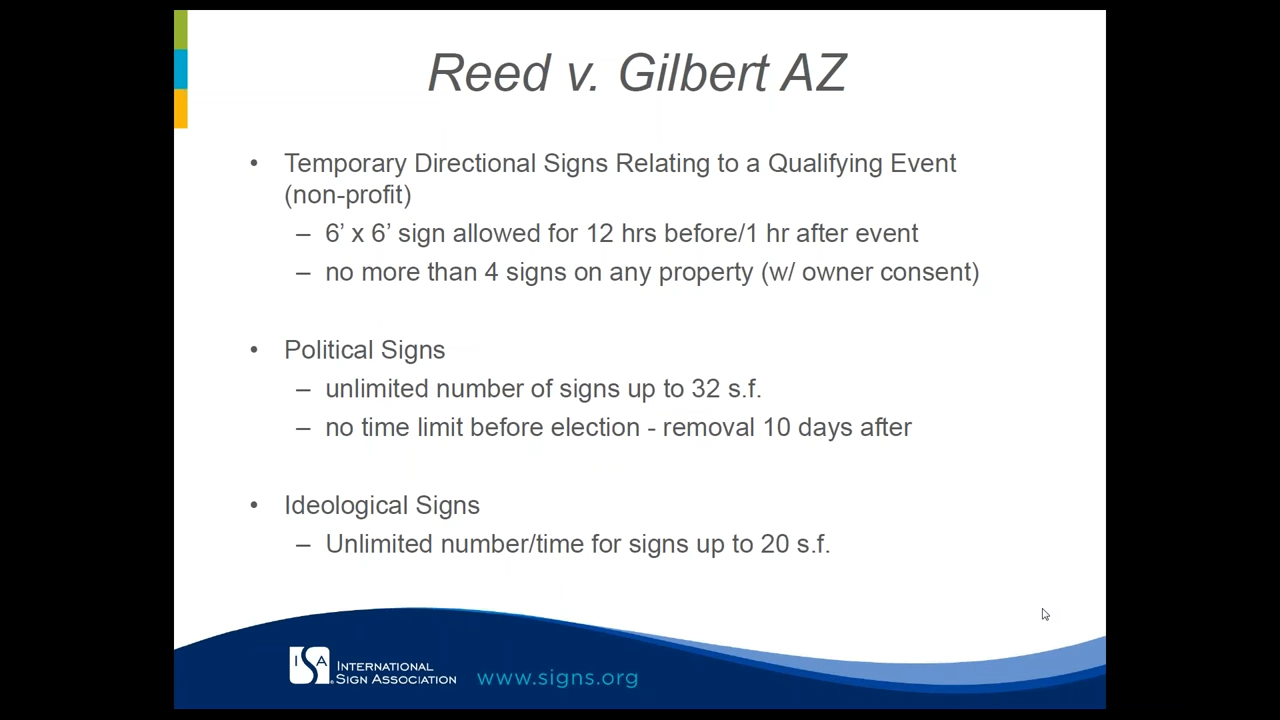 Reed v. Gilbert AZ
• Temporary Directional Signs Relating to a Qualifying Event
(non-profit)
– 6’ x 6’ sign allowed for 12 hrs before/1 hr after event
– no more than 4 signs on any property (w/ owner consent)
• Political Signs
– unlimited number of signs up to 32 s.f.
– no time limit before election - removal 10 days after
• Ideological Signs
– Unlimited number/time for signs up to 20 s.f.
ISA
INTERNATIONAL
SIGN ASSOCIATION
www.signs.org